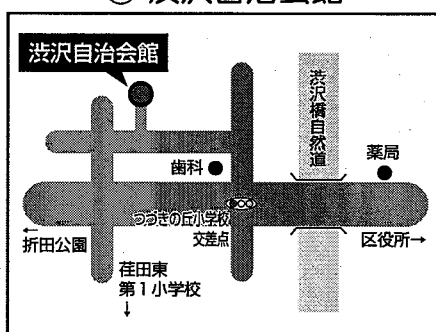 渋沢自治会館
渋沢橋自然道
歯科
薬局
つづきの丘小学校
交差点
←
折田公園
区役所→
荏田東
第1小学校
↓